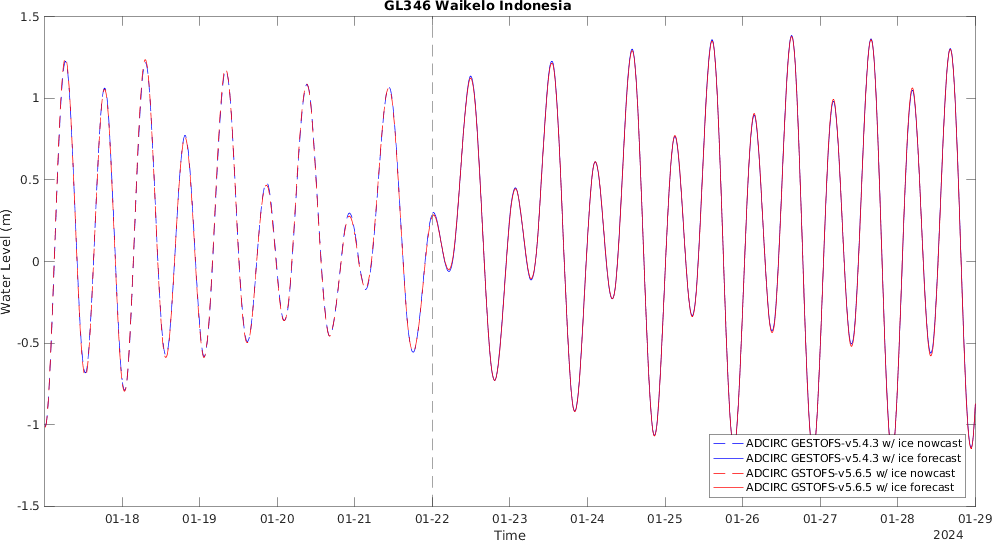 GL346 Waikelo Indonesia
1.5
1
0.5
0
-0.5
-1
-1.5
Water Level (m)
ADCIRC GESTOFS-v5.4.3 w/ ice nowcast
ADCIRC GESTOFS-v5.4.3 w/ ice forecast
ADCIRC GSTOFS-v5.6.5 w/ ice nowcast
ADCIRC GSTOFS-v5.6.5 w/ ice forecast
01-18 01-19 01-20 01-21 01-22 01-23 01-24 01-25 01-26 01-27 01-28 01-29
Time
2024